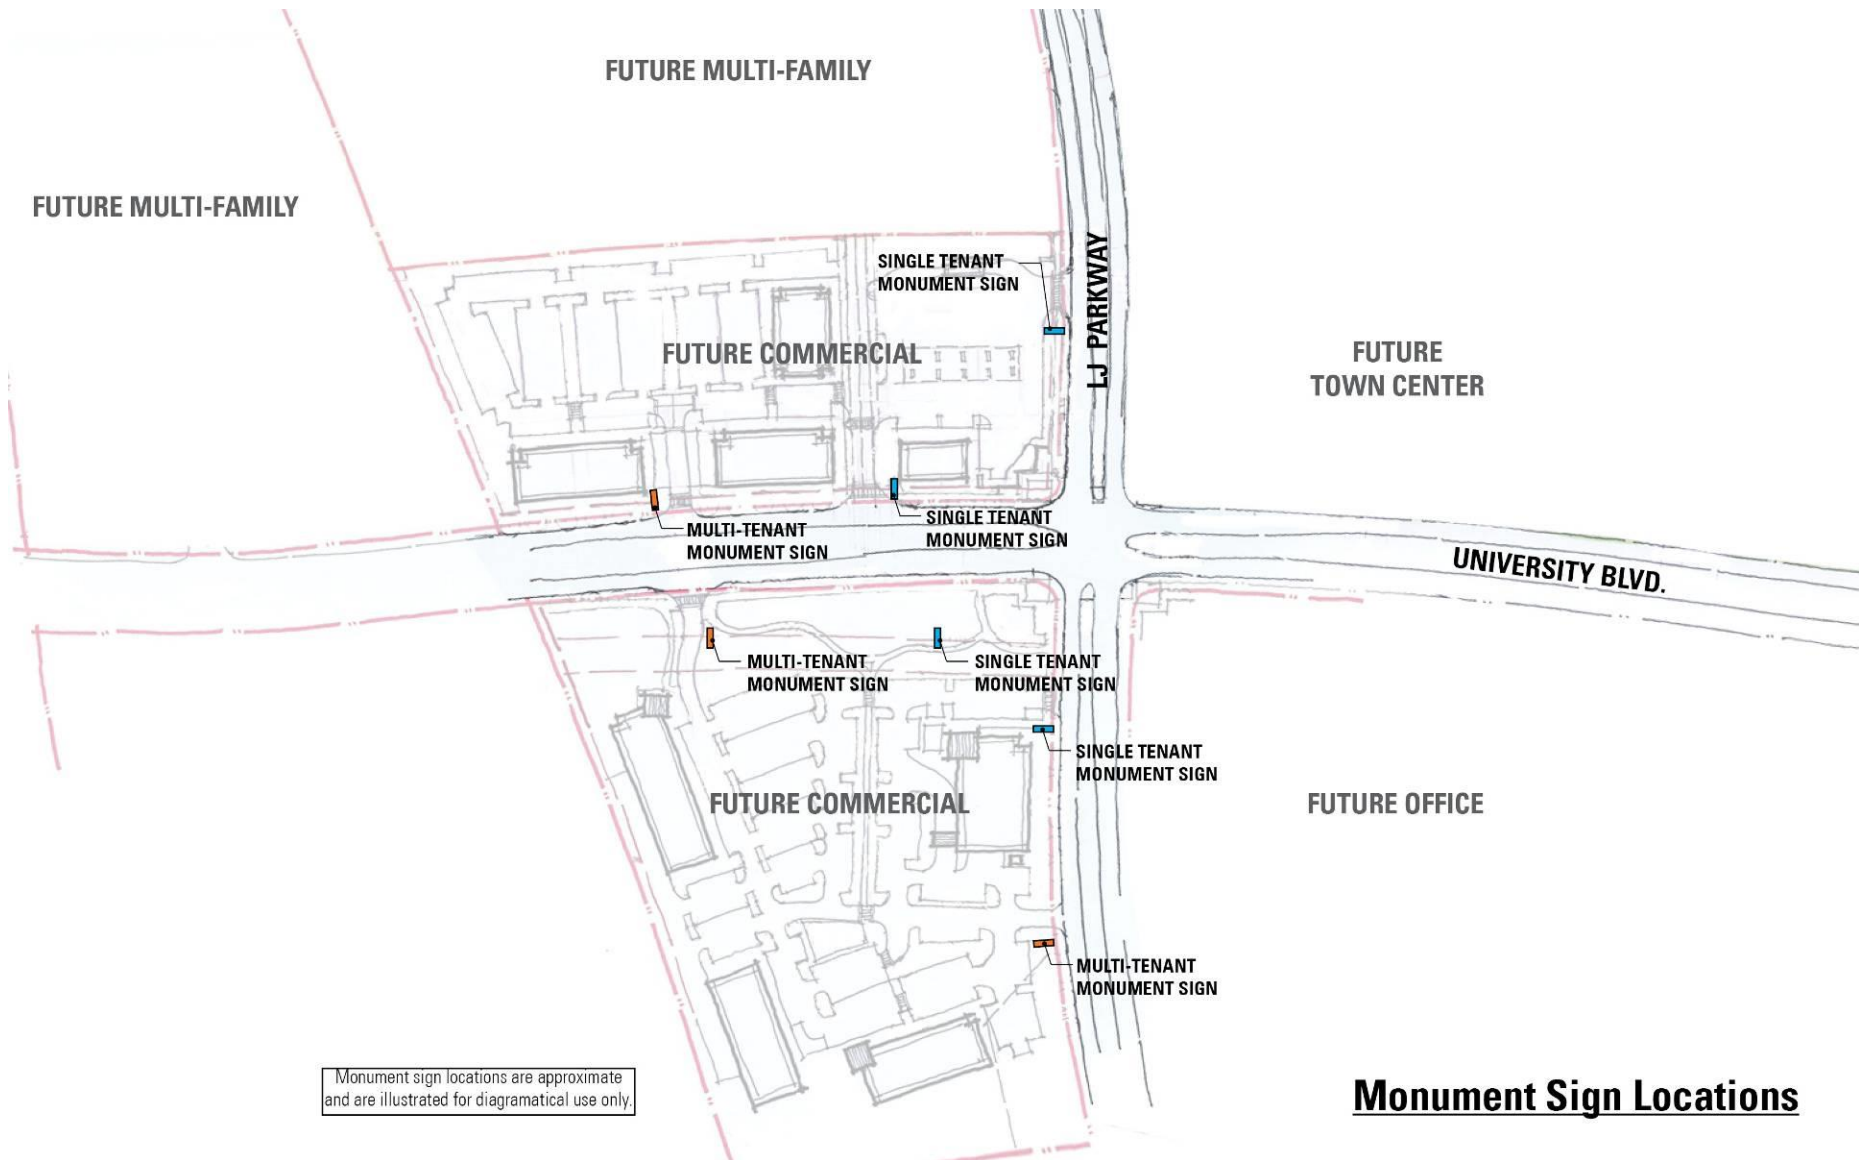 FUTURE MULTI-FAMILY
FUTURE MULTI-FAMILY
SINGLE TENANT
MONUMENT SIGN
LJ PARKWAY
FUTURE COMMERCIAL
FUTURE
TOWN CENTER
MULTI-TENANT
MONUMENT SIGN
SINGLE TENANT
MONUMENT SIGN
UNIVERSITY BLVD.
MULTI-TENANT
MONUMENT SIGN
SINGLE TENANT
MONUMENT SIGN
SINGLE TENANT
MONUMENT SIGN
FUTURE COMMERCIAL
FUTURE OFFICE
MULTI-TENANT
MONUMENT SIGN
Monument sign locations are approximate
and are illustrated for diagramatical use only.
Monument Sign Locations